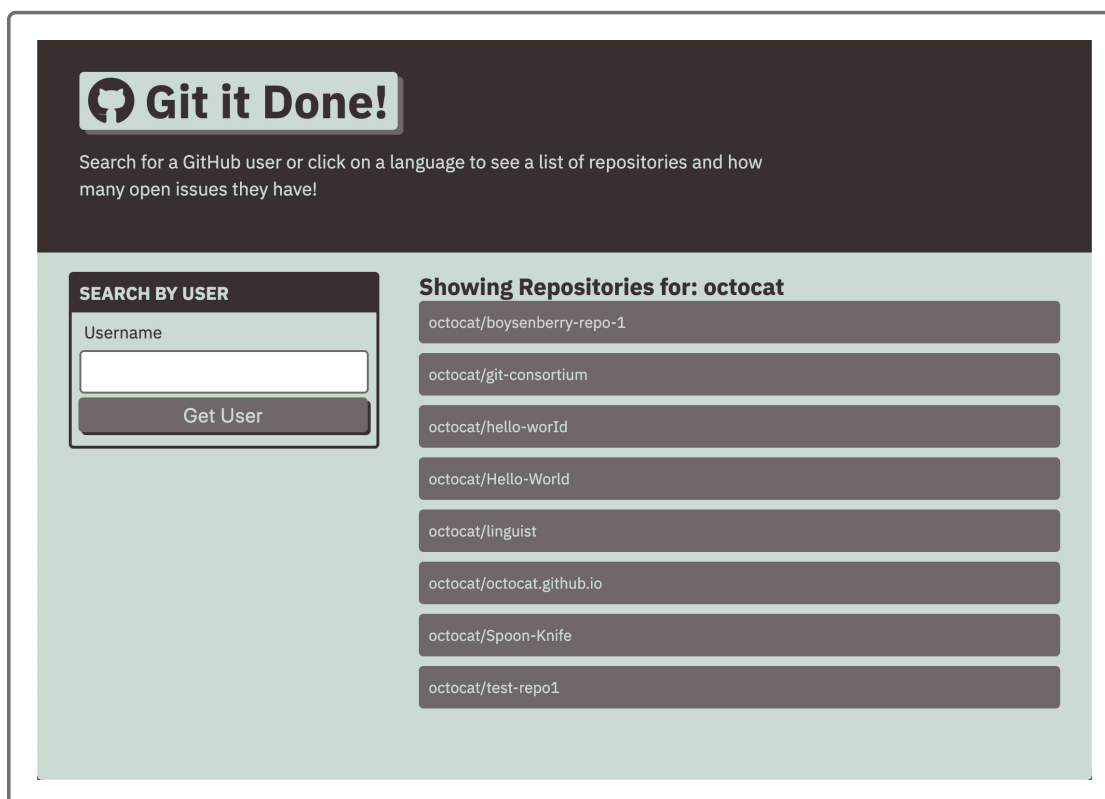 Git it Done!
Search for a GitHub user or click on a language to see a list of repositories and how
many open issues they have!
SEARCH BY USER
Username
Get User
Showing Repositories for: octocat
octocat/boysenberry-repo-1
octocat/git-consortium
octocat/hello-worId
octocat/Hello-World
octocat/linguist
octocat/octocat.github.io
octocat/Spoon-Knife
octocat/test-repo1